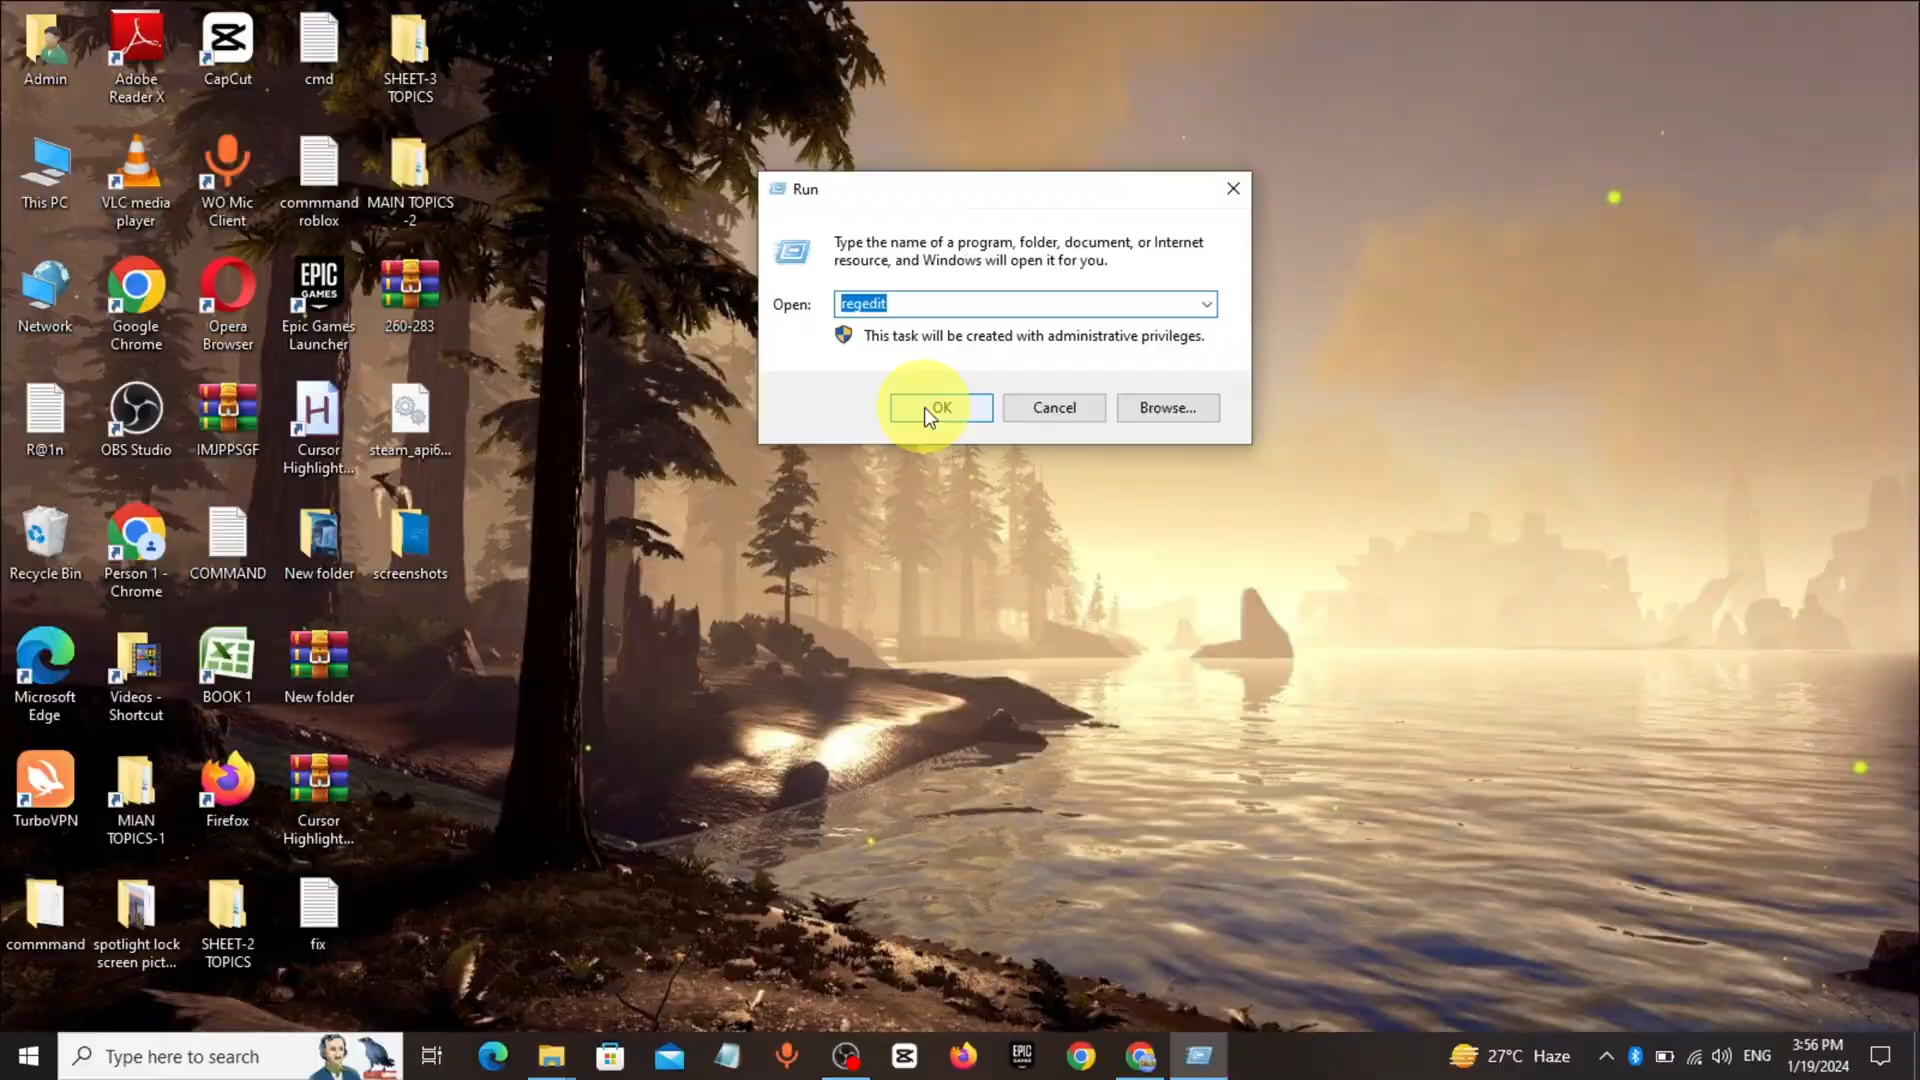 Admin
Adobe
Reader X
CapCut
cmd
SHEET-3
TOPICS
This PC
VLC media
player
WO Mic
Client
commmand
roblox
MAIN TOPICS
-2
Network
Google
Chrome
Opera
Browser
EPIC
GAMES
Epic Games
Launcher
260-283
R@1n
OBS Studio
IMJPPSGF
H
Cursor
Highlight...
steam_api6...
Recycle Bin
Person 1 -
Chrome
COMMAND
New folder
screenshots
Microsoft
Edge
Videos -
Shortcut
BOOK 1
New folder
TurboVPN
MIAN
TOPICS-1
Firefox
Cursor
Highlight...
commmand
spotlight lock
screen pict...
SHEET-2
TOPICS
fix
Run
Type the name of a program, folder, document, or Internet
resource, and Windows will open it for you.
Open:
regedit
This task will be created with administrative privileges.
OK
Cancel
Browse...
Type here to search
EPIC
27°C Haze
ENG
3:56 PM
1/19/2024